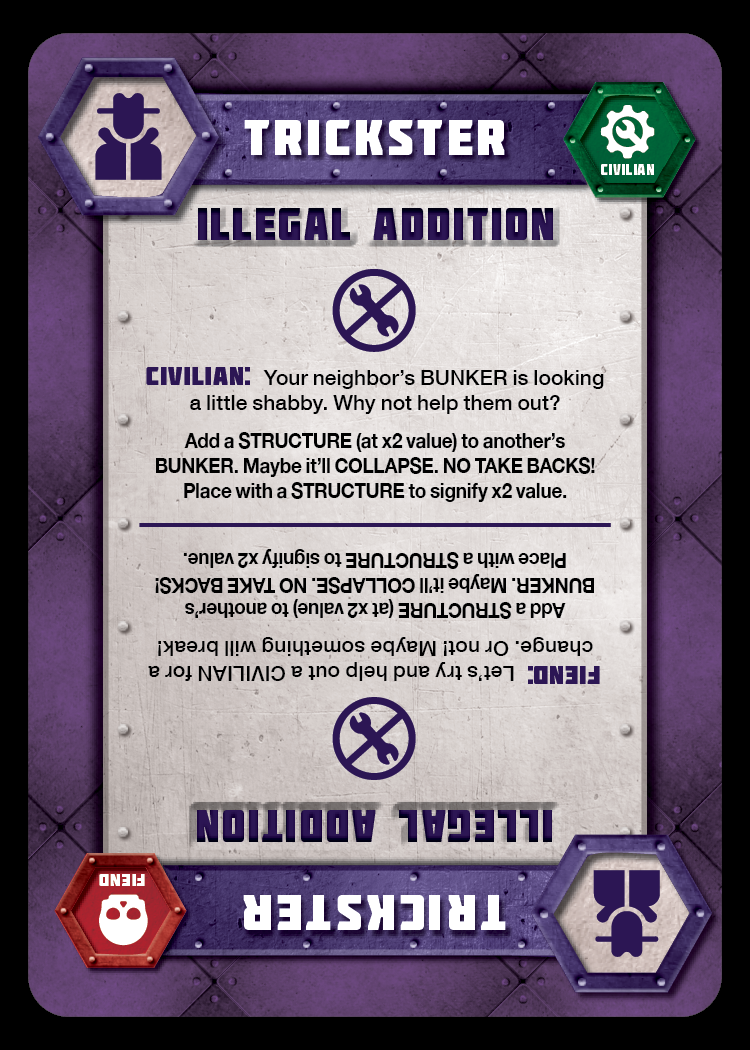 TRICKSTER
CIVILIAN
ILLEGAL ADDITION
CIVILIAN: Your neighbor's BUNKER is looking
a little shabby. Why not help them out?
Add a STRUCTURE (at x2 value) to another's
BUNKER. Maybe it'll COLLAPSE. NO TAKE BACKS!
Place with a STRUCTURE to signify x2 value.
TRICKSTER
FIEND
ILLEGAL ADDITION
FIEND: Let's try and help out a CIVILIAN for a
change. Or not! Maybe something will break!
Add a STRUCTURE (at x2 value) to another's
BUNKER. Maybe it'll COLLAPSE. NO TAKE BACKS!
Place with a STRUCTURE to signify x2 value.